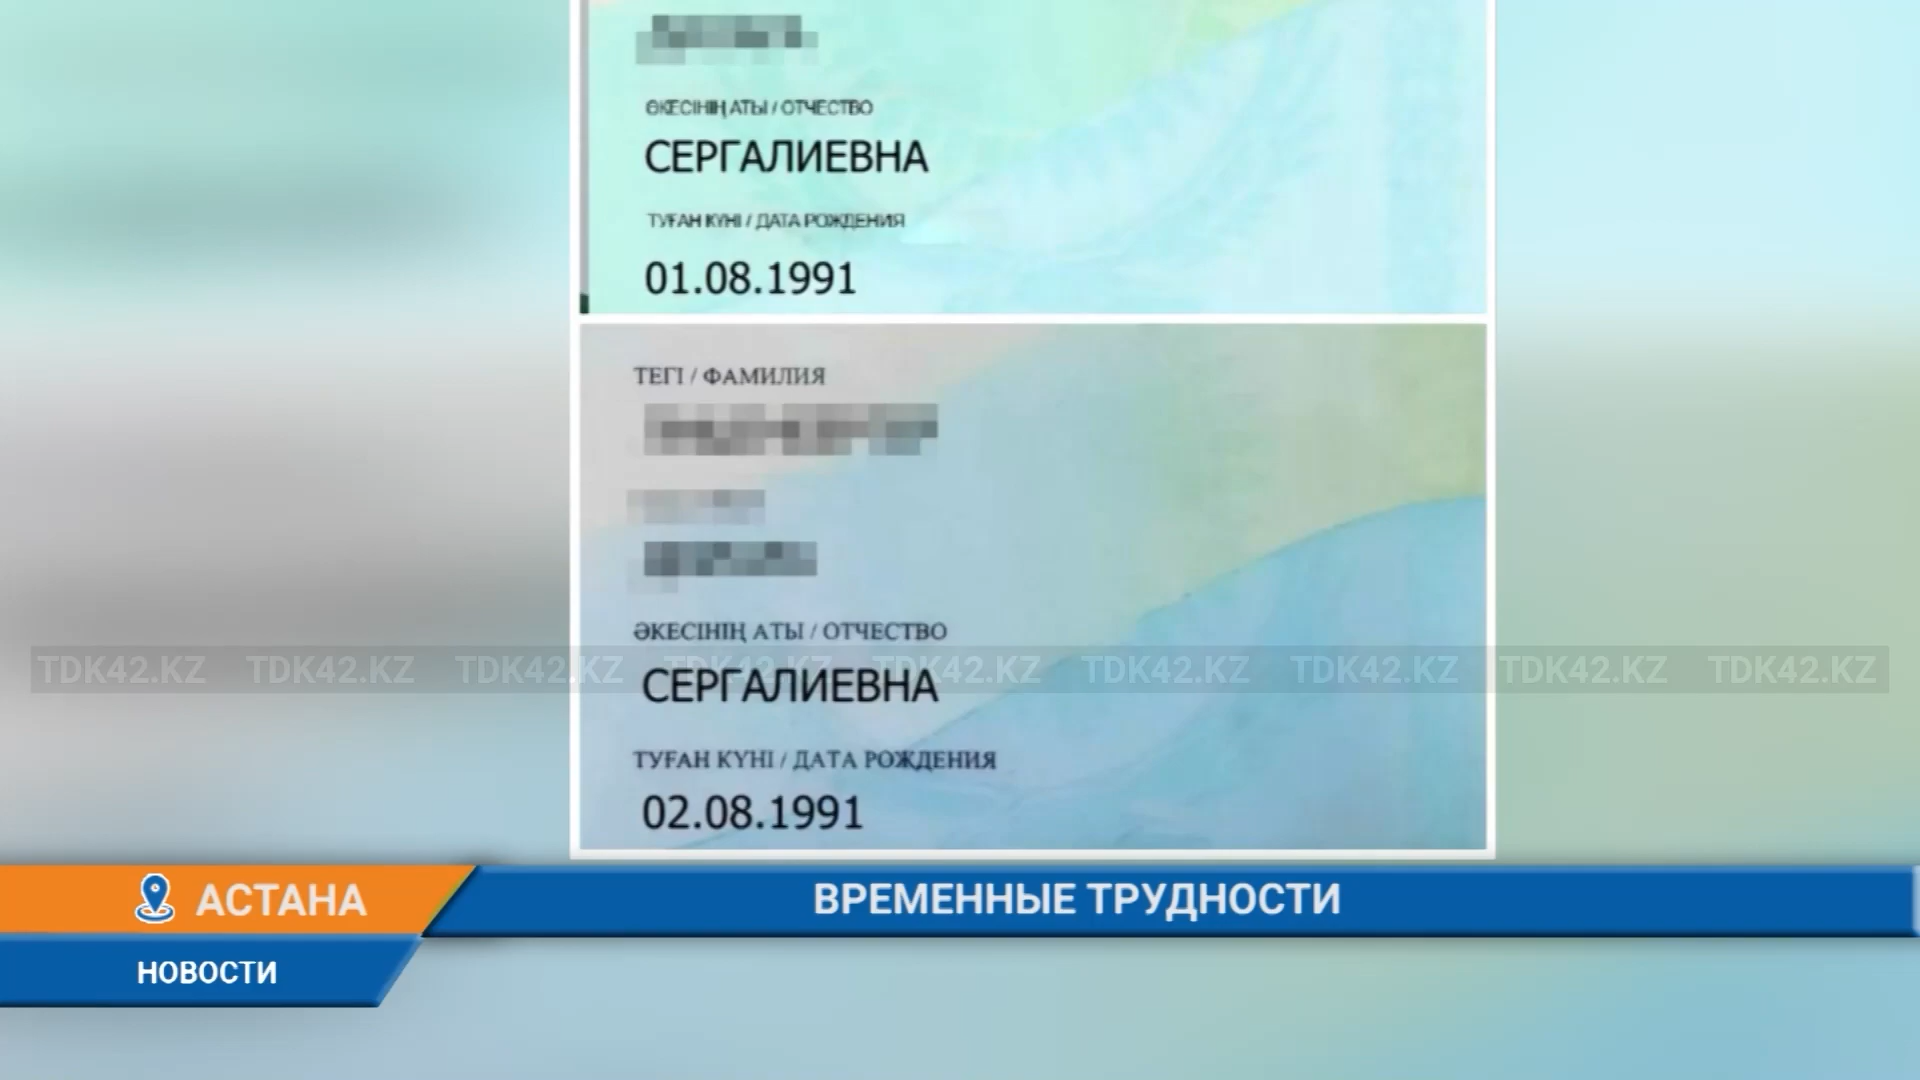 ӘКЕСІНІҢ АТЫ / ОТЧЕСТВО
СЕРГАЛИЕВНА
ТУҒАН КҮНІ / ДАТА РОЖДЕНИЯ
01.08.1991
ТЕГІ / ФАМИЛИЯ
ӘКЕСІНІҢ АТЫ / ОТЧЕСТВО
TDK42.KZ TDK42.KZ TDK42.KZ TDK42.KZ TDK42.KZ TDK42.KZ TDK42.KZ TDK42.KZ TDK42.KZ
СЕРГАЛИЕВНА
ТУҒАН КҮНІ / ДАТА РОЖДЕНИЯ
02.08.1991
АСТАНА
ВРЕМЕННЫЕ ТРУДНОСТИ
НОВОСТИ